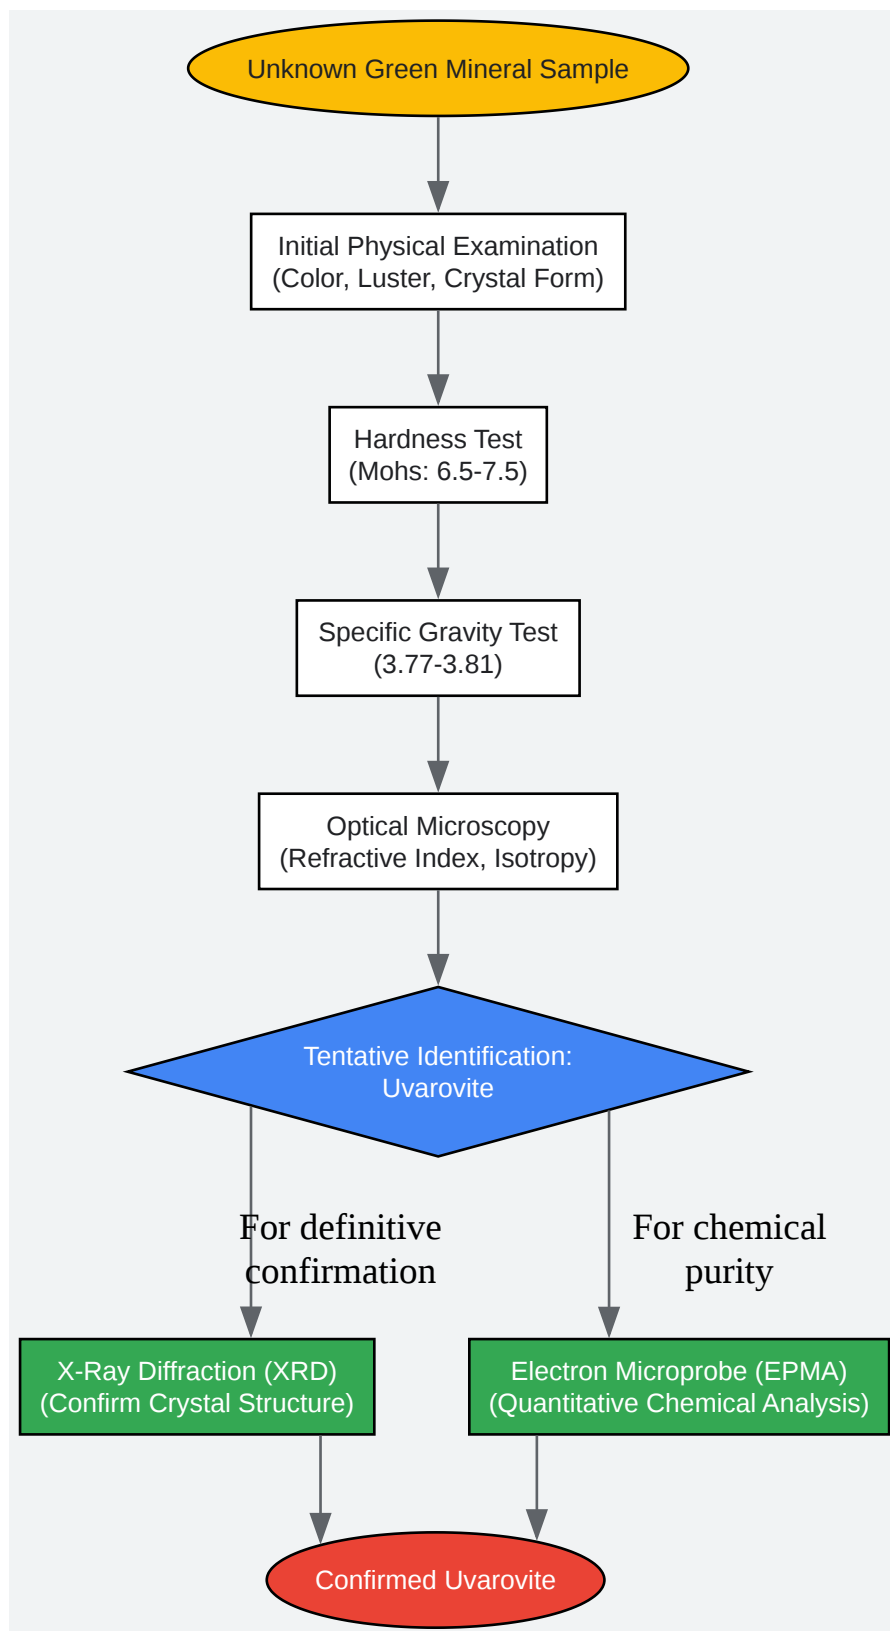 Unknown Green Mineral Sample
Initial Physical Examination
(Color, Luster, Crystal Form)
Hardness Test
(Mohs: 6.5-7.5)
Specific Gravity Test
(3.77-3.81)
Optical Microscopy
(Refractive Index, Isotropy)
Tentative Identification:
Uvarovite
For definitive
confirmation
For chemical
purity
X-Ray Diffraction (XRD)
(Confirm Crystal Structure)
Electron Microprobe (EPMA)
(Quantitative Chemical Analysis)
Confirmed Uvarovite